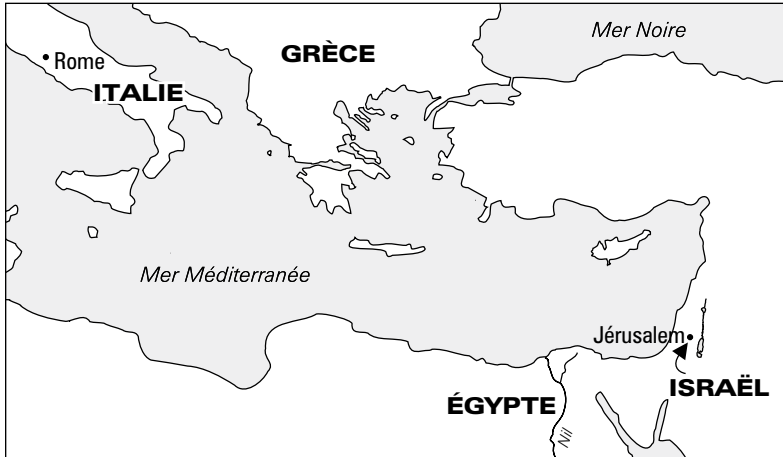 Mer Noire
GRÈCE
Rome
ITALIE
Mer Méditerranée
Jérusalem
ISRAËL
ÉGYPTE
Nil